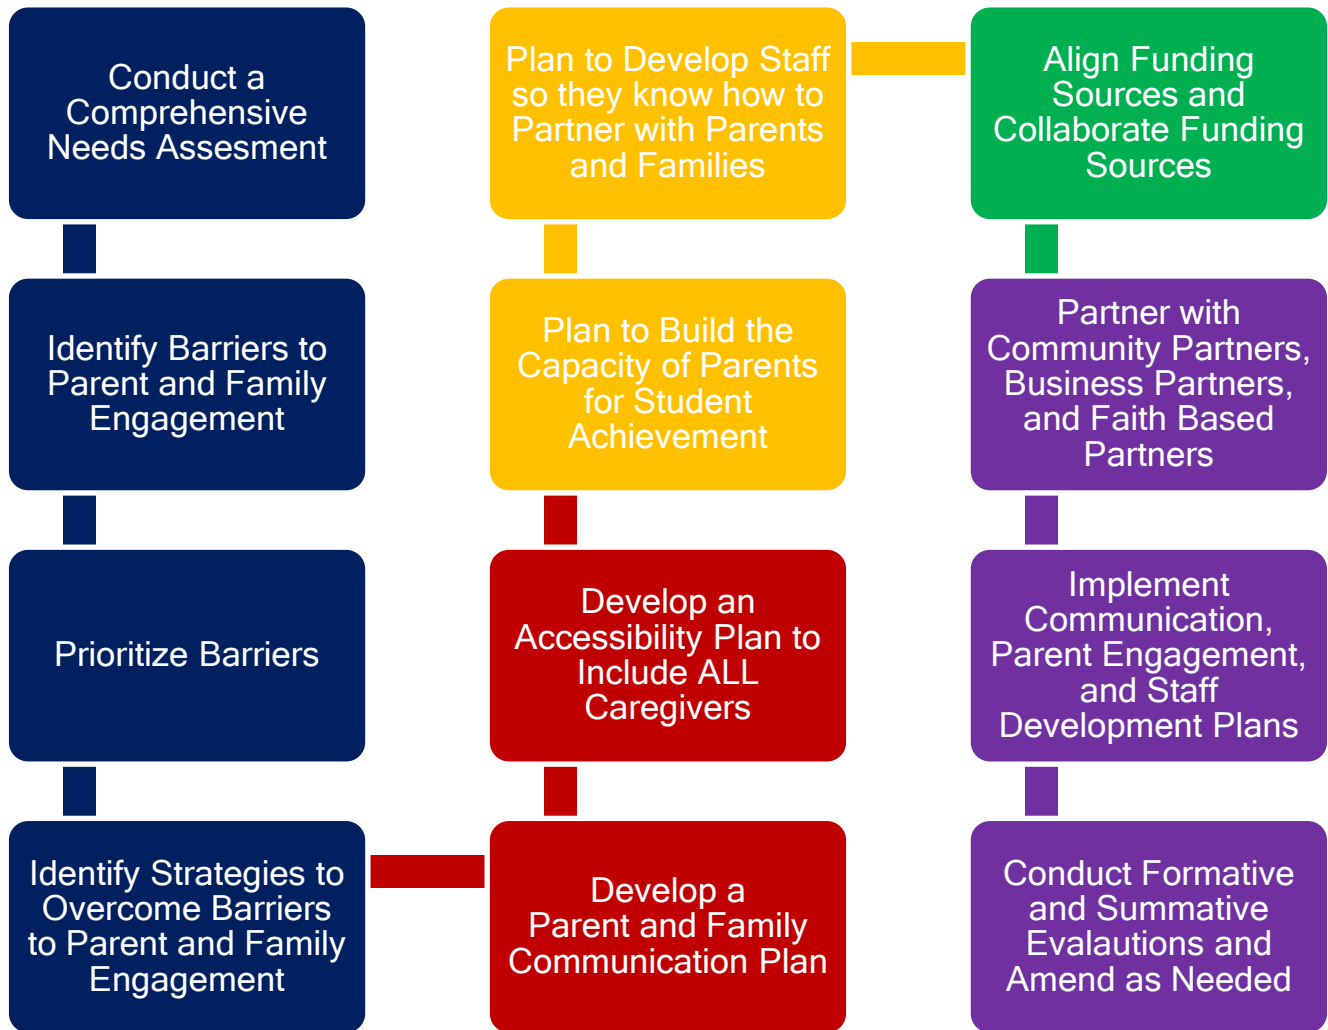 Conduct a
Comprehensive
Needs Assesment
Identify Barriers to
Parent and Family
Engagement
Prioritize Barriers
Identify Strategies to
Overcome Barriers
to Parent and Family
Engagement
Develop a
Parent and Family
Communication Plan
Develop an
Accessibility Plan to
Include ALL
Caregivers
Plan to Build the
Capacity of Parents
for Student
Achievement
Plan to Develop Staff
so they know how to
Partner with Parents
and Families
Align Funding
Sources and
Collaborate Funding
Sources
Partner with
Community Partners,
Business Partners,
and Faith Based
Partners
Implement
Communication,
Parent Engagement,
and Staff
Development Plans
Conduct Formative
and Summative
Evalautions and
Amend as Needed